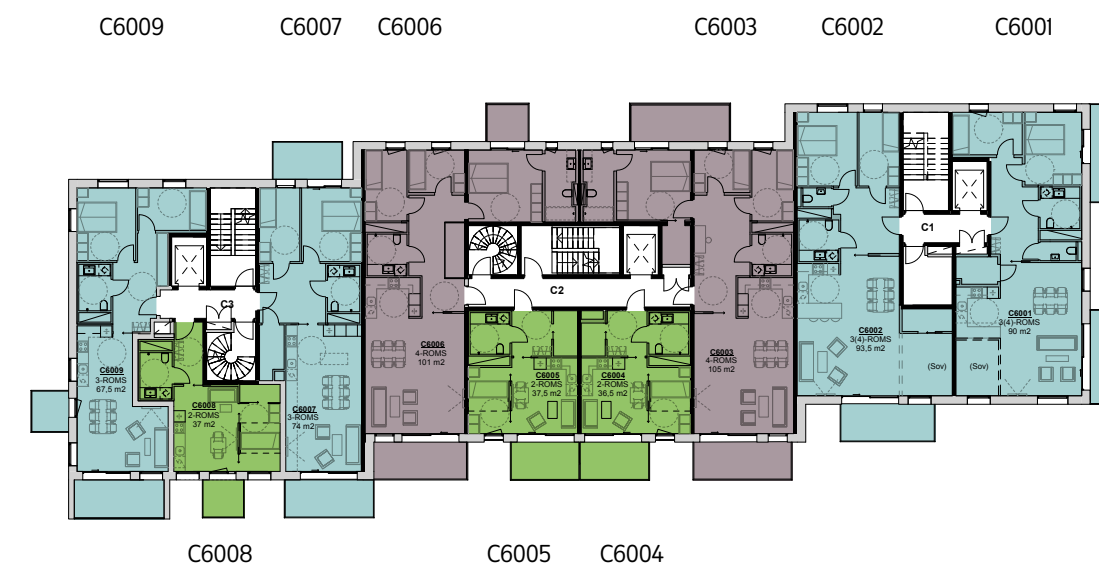 C6009 C6007 C6006 C6003 C6002 C6001
C1
C2
C3
C6001
3(4)-ROMS
90 m2
C6002
3(4)-ROMS
93,5 m2
(Sov)
(Sov)
C6006
4-ROMS
101 m2
C6003
4-ROMS
105 m2
C6009
3-ROMS
67,5 m2
C6005
2-ROMS
37,5 m2
C6004
2-ROMS
36,5 m2
C6008
2-ROMS
37 m2
C6007
3-ROMS
74 m2
C6008 C6005 C6004